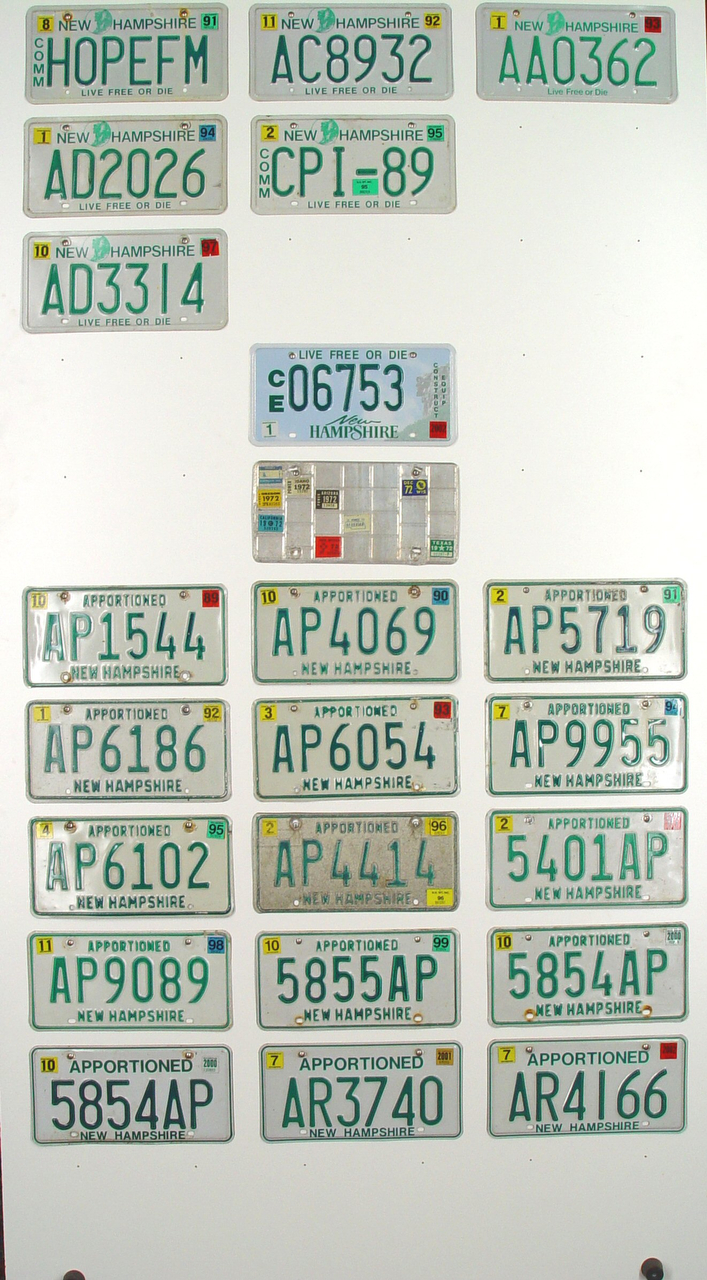 8 NEW HAMPSHIRE 91
COMM HOPEFM
LIVE FREE OR DIE
11 NEW HAMPSHIRE 92
AC8932
LIVE FREE OR DIE
1 NEW HAMPSHIRE 93
AA0362
Live Free or Die
1 NEW HAMPSHIRE 94
AD2026
LIVE FREE OR DIE
2 NEW HAMPSHIRE 95
COMM CPI-89
LIVE FREE OR DIE
10 NEW HAMPSHIRE 97
AD3314
LIVE FREE OR DIE
LIVE FREE OR DIE
CE 06753
CONSTRUCT EQUIP
1 New HAMPSHIRE
1972
1972
ARIZONA 1972
DEC 72
CALIFORNIA
TEXAS
10 APPORTIONED 89
AP1544
NEW HAMPSHIRE
10 APPORTIONED 90
AP4069
NEW HAMPSHIRE
2 APPORTIONED 91
AP5719
NEW HAMPSHIRE
1 APPORTIONED 92
AP6186
NEW HAMPSHIRE
3 APPORTIONED 93
AP6054
NEW HAMPSHIRE
7 APPORTIONED 94
AP9955
NEW HAMPSHIRE
4 APPORTIONED 95
AP6102
NEW HAMPSHIRE
2 APPORTIONED 96
AP4414
NEW HAMPSHIRE 96
2 APPORTIONED
5401AP
NEW HAMPSHIRE
11 APPORTIONED 98
AP9089
NEW HAMPSHIRE
10 APPORTIONED 99
5855AP
NEW HAMPSHIRE
10 APPORTIONED 2000
5854AP
NEW HAMPSHIRE
10 APPORTIONED 2000
5854AP
NEW HAMPSHIRE
7 APPORTIONED 2001
AR3740
NEW HAMPSHIRE
7 APPORTIONED
AR4166
NEW HAMPSHIRE